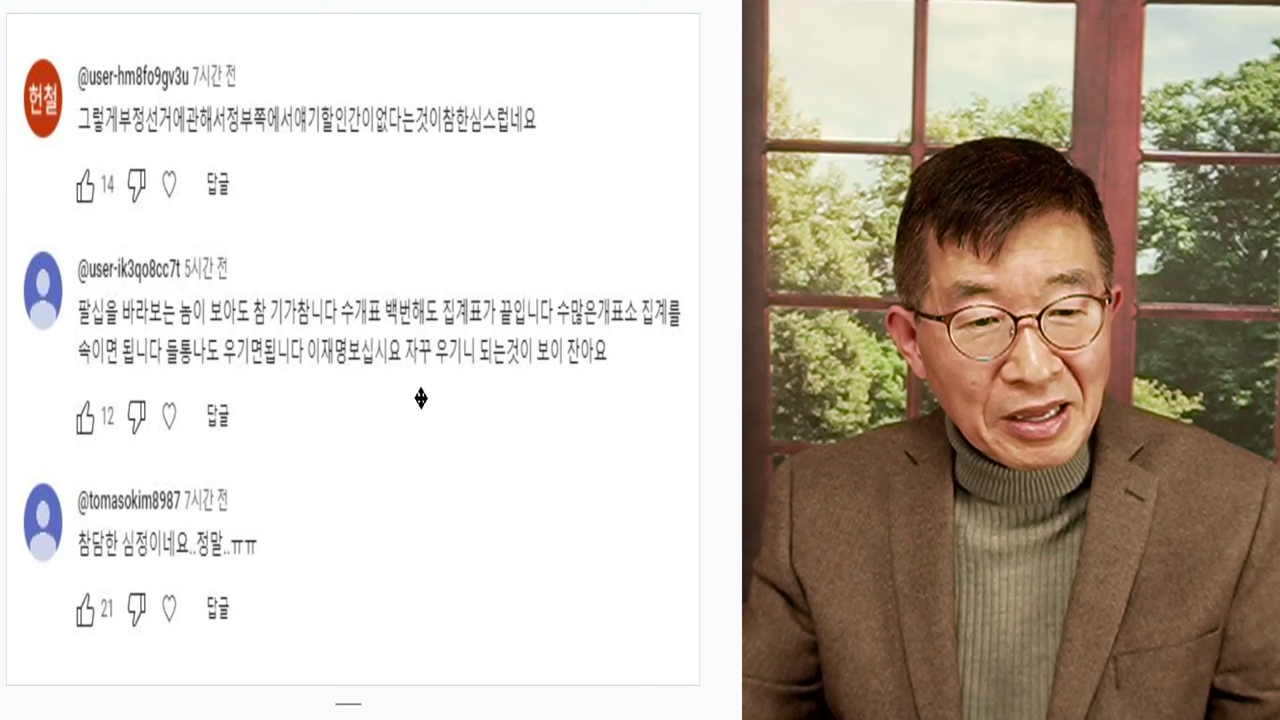 헌철
@user-hm8fo9gv3u 7시간 전
그렇게부정선거에관해서정부쪽에서얘기할인간이없다는것이참한심스럽네요
14 답글
@user-ik3qo8cc7t 5시간 전
팔십을 바라보는 놈이 보아도 참 기가참니다 수개표 백번해도 집계표가 끝입니다 수많은개표소 집계를
속이면 됩니다 들통나도 우기면됩니다 이재명보십시요 자꾸 우기니 되는것이 보이 잔아요
12 답글
@tomasokim8987 7시간 전
참담한 심정이네요..정말..ㅠㅠ
21 답글